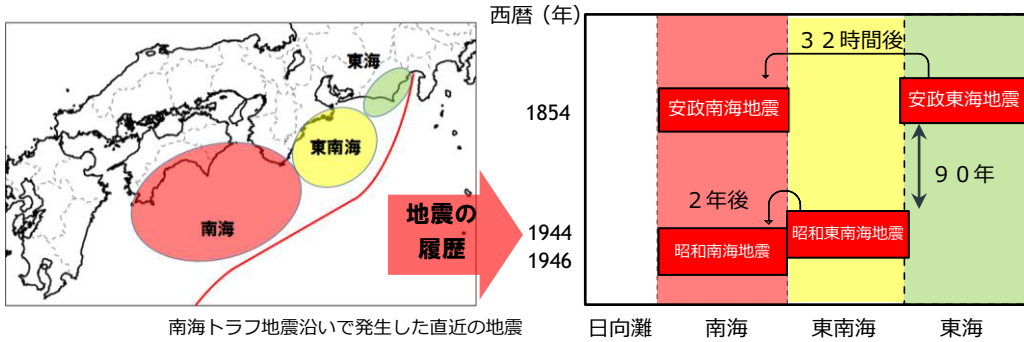 東海
東南海
南海
地震の
履歴
南海トラフ地震沿いで発生した直近の地震
西暦（年）
３２時間後
1854
安政南海地震
安政東海地震
９０年
２年後
1944
1946
昭和南海地震
昭和東南海地震
日向灘
南海
東南海
東海